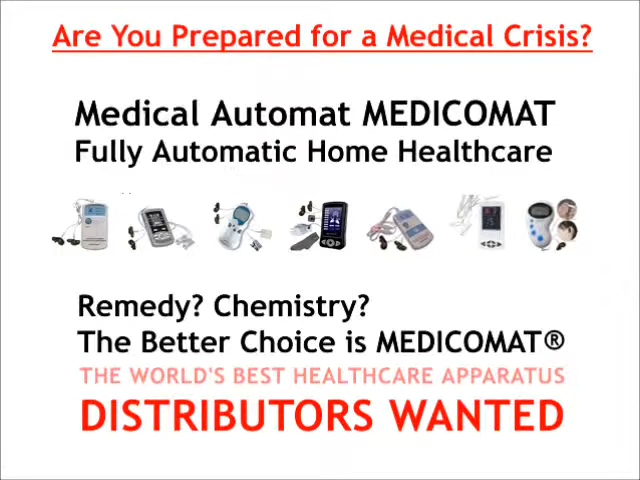 Are You Prepared for a Medical Crisis?
Medical Automat MEDICOMAT
Fully Automatic Home Healthcare
Remedy? Chemistry?
The Better Choice is MEDICOMAT®
THE WORLD'S BEST HEALTHCARE APPARATUS
DISTRIBUTORS WANTED